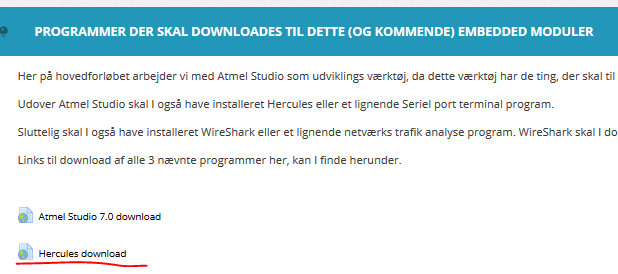 PROGRAMMER DER SKAL DOWNLOADES TIL DETTE (OG KOMMENDE) EMBEDDED MODULER
Her på hovedforløbet arbejder vi med Atmel Studio som udviklings værktøj, da dette værktøj har de ting, der skal til
Udover Atmel Studio skal I også have installeret Hercules eller et lignende Seriel port terminal program.
Sluttelig skal I også have installeret WireShark eller et lignende netværks trafik analyse program. WireShark skal I do
Links til download af alle 3 nævnte programmer her, kan I finde herunder.
Atmel Studio 7.0 download
Hercules download